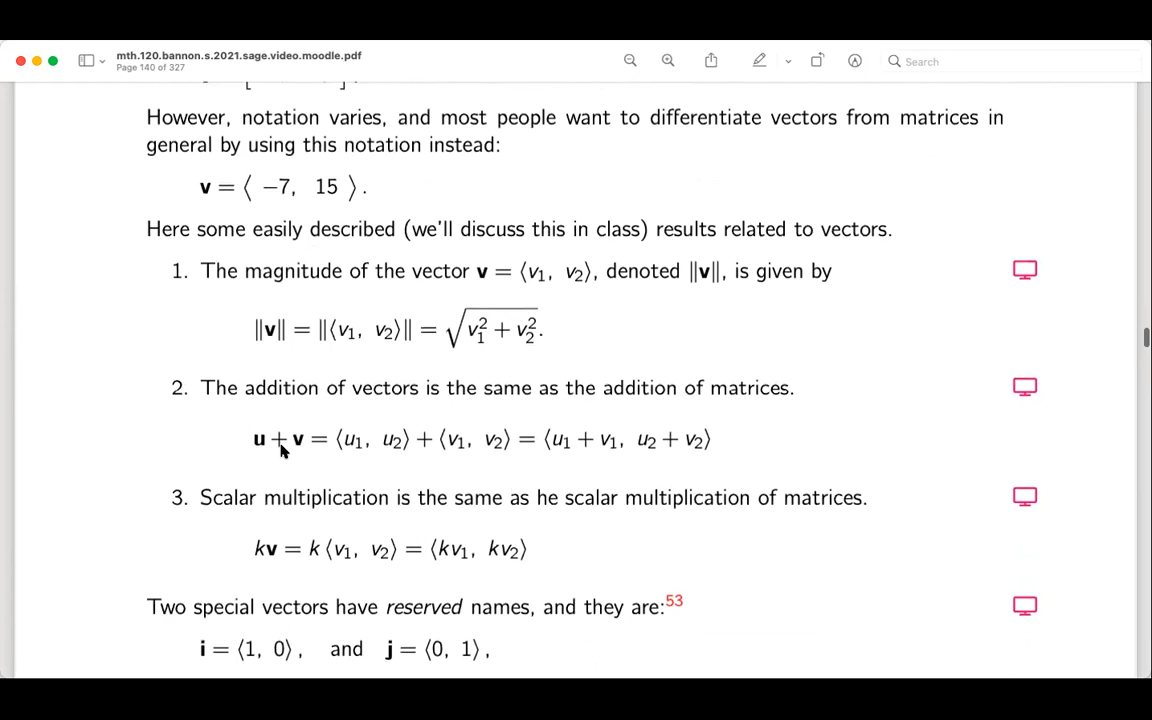 mth.120.bannon.s.2021.sage.video.moodle.pdf
Page 140 of 327
Search
However, notation varies, and most people want to differentiate vectors from matrices in
general by using this notation instead:
v = ⟨ −7, 15 ⟩.
Here some easily described (we'll discuss this in class) results related to vectors.
1. The magnitude of the vector v = ⟨v₁, v₂⟩, denoted ‖v‖, is given by
‖v‖ = ‖⟨v₁, v₂⟩‖ = √(v₁² + v₂²).
2. The addition of vectors is the same as the addition of matrices.
u + v = ⟨u₁, u₂⟩ + ⟨v₁, v₂⟩ = ⟨u₁ + v₁, u₂ + v₂⟩
3. Scalar multiplication is the same as he scalar multiplication of matrices.
kv = k ⟨v₁, v₂⟩ = ⟨kv₁, kv₂⟩
Two special vectors have reserved names, and they are:⁵³
i = ⟨1, 0⟩, and j = ⟨0, 1⟩,